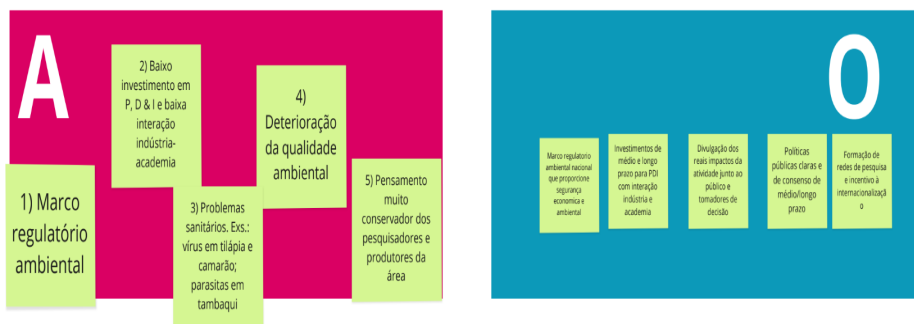 A
1) Marco
regulatório
ambiental
2) Baixo
investimento em
P, D & I e baixa
interação
indústria-
academia
3) Problemas
sanitários. Exs.:
vírus em tilápia e
camarão;
parasitas em
tambaqui
4)
Deterioração
da qualidade
ambiental
5) Pensamento
muito
conservador dos
pesquisadores e
produtores da
área
O
Marco regulatorio
ambiental nacional
que proporcione
segurança
economica e
ambiental
Investimentos de
médio e longo
prazo para PDI
com interação
indústria e
academia
Divulgação dos
reais impactos da
atividade junto ao
público e
tomadores de
decisão
Políticas
públicas claras e
de consenso de
médio/longo
prazo
Formação de
redes de pesquisa
e incentivo à
internacionalizaçã
o